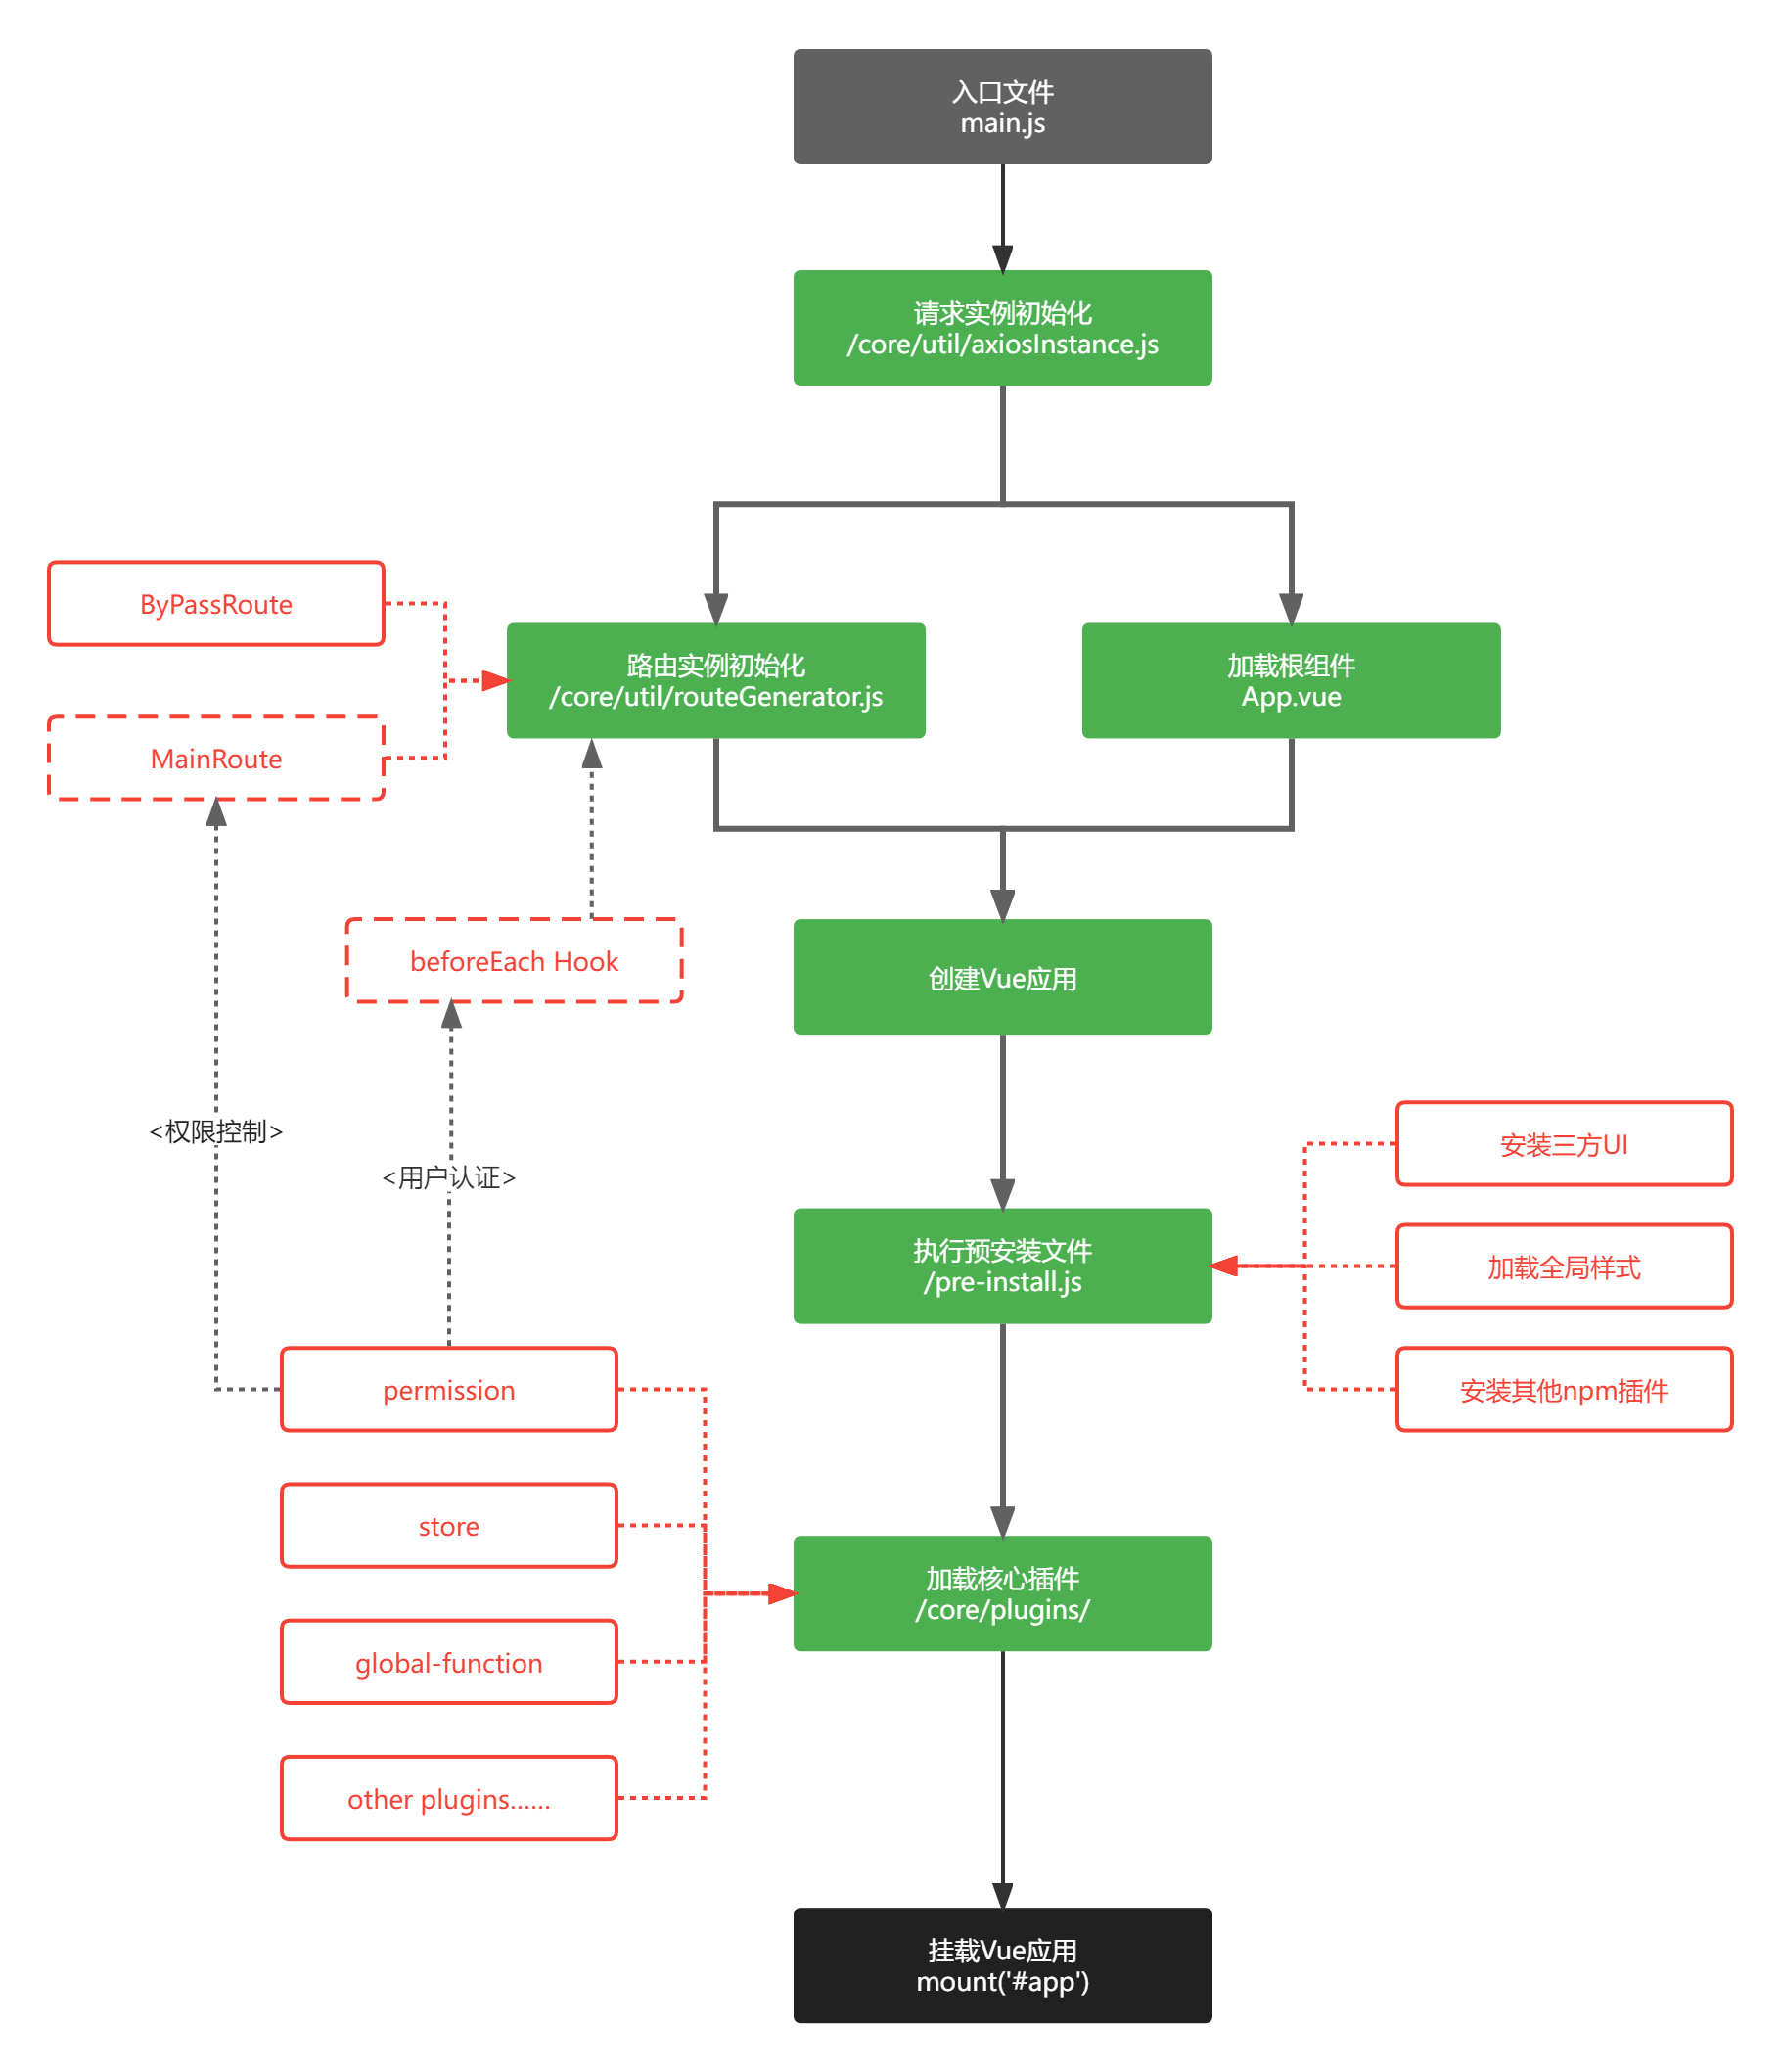 入口文件
main.js
请求实例初始化
/core/util/axiosInstance.js
ByPassRoute
MainRoute
路由实例初始化
/core/util/routeGenerator.js
加载根组件
App.vue
beforeEach Hook
创建Vue应用
<权限控制>
<用户认证>
执行预安装文件
/pre-install.js
安装三方UI
加载全局样式
安装其他npm插件
permission
store
global-function
other plugins......
加载核心插件
/core/plugins/
挂载Vue应用
mount('#app')